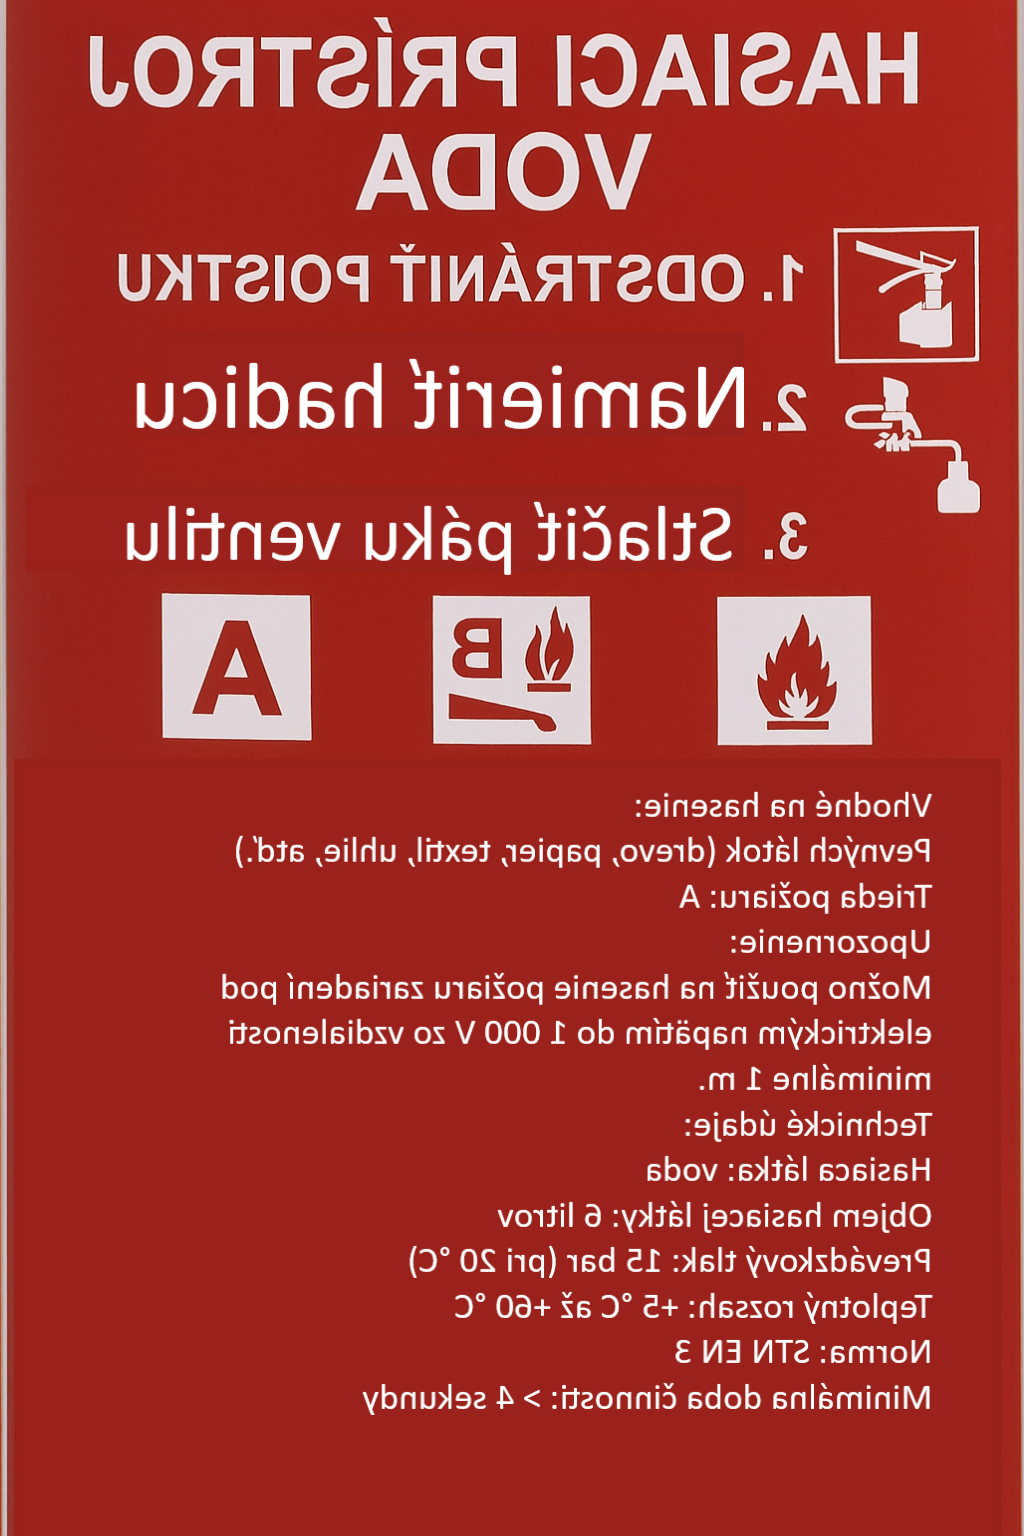 HASIACI PRÍSTROJ
VODA
1. ODSTRÁNIŤ POISTKU
2. Namieriť hadicu
3. Stlačiť páku ventilu
B A
Vhodné na hasenie:
Pevných látok (drevo, papier, textil, uhlie, atď.)
Trieda požiaru: A
Upozornenie:
Možno použiť na hasenie požiaru zariadení pod
elektrickým napätím do 1 000 V zo vzdialenosti
minimálne 1 m.
Technické údaje:
Hasiaca látka: voda
Objem hasiacej látky: 6 litrov
Prevádzkový tlak: 15 bar (pri 20 °C)
Teplotný rozsah: +5 °C až +60 °C
Norma: STN EN 3
Minimálna doba činnosti: > 4 sekundy